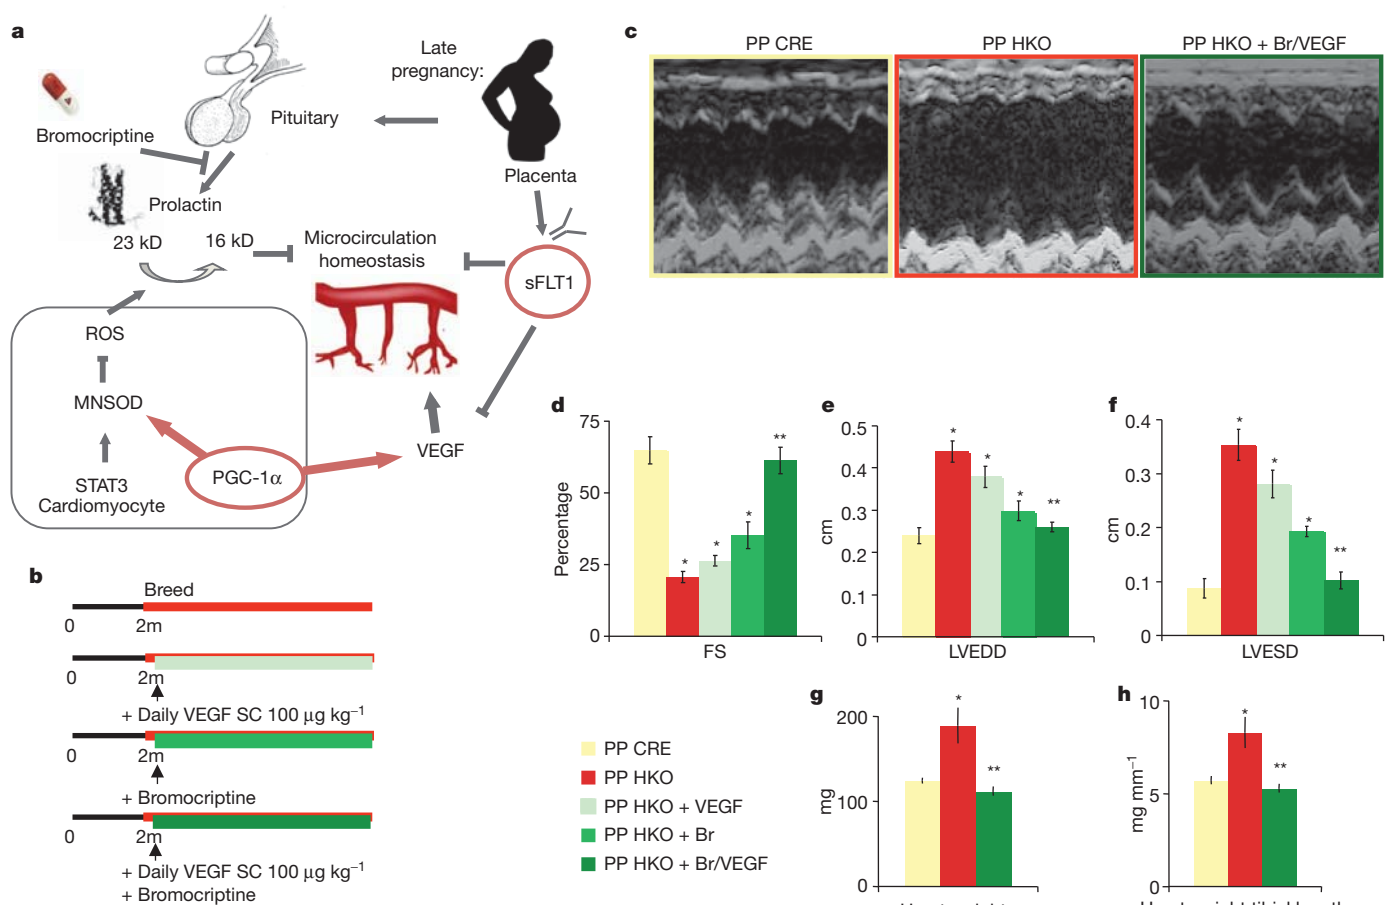 a
Late
pregnancy:
Bromocriptine
Pituitary
Placenta
Prolactin
23 kD
16 kD
Microcirculation
homeostasis
sFLT1
ROS
MNSOD
STAT3
Cardiomyocyte
PGC-1α
VEGF
b
Breed
0
2m
0
2m
+ Daily VEGF SC 100 μg kg⁻¹
0
2m
+ Bromocriptine
0
2m
+ Daily VEGF SC 100 μg kg⁻¹
+ Bromocriptine
c
PP CRE
PP HKO
PP HKO + Br/VEGF
d
Percentage
75
50
25
0
*
*
*
**
FS
e
cm
0.5
0.4
0.3
0.2
0.1
0
*
*
*
**
LVEDD
f
cm
0.4
0.3
0.2
0.1
0
*
*
*
**
LVESD
PP CRE
PP HKO
PP HKO + VEGF
PP HKO + Br
PP HKO + Br/VEGF
g
mg
200
100
0
*
**
h
mg mm⁻¹
10
5
0
*
**